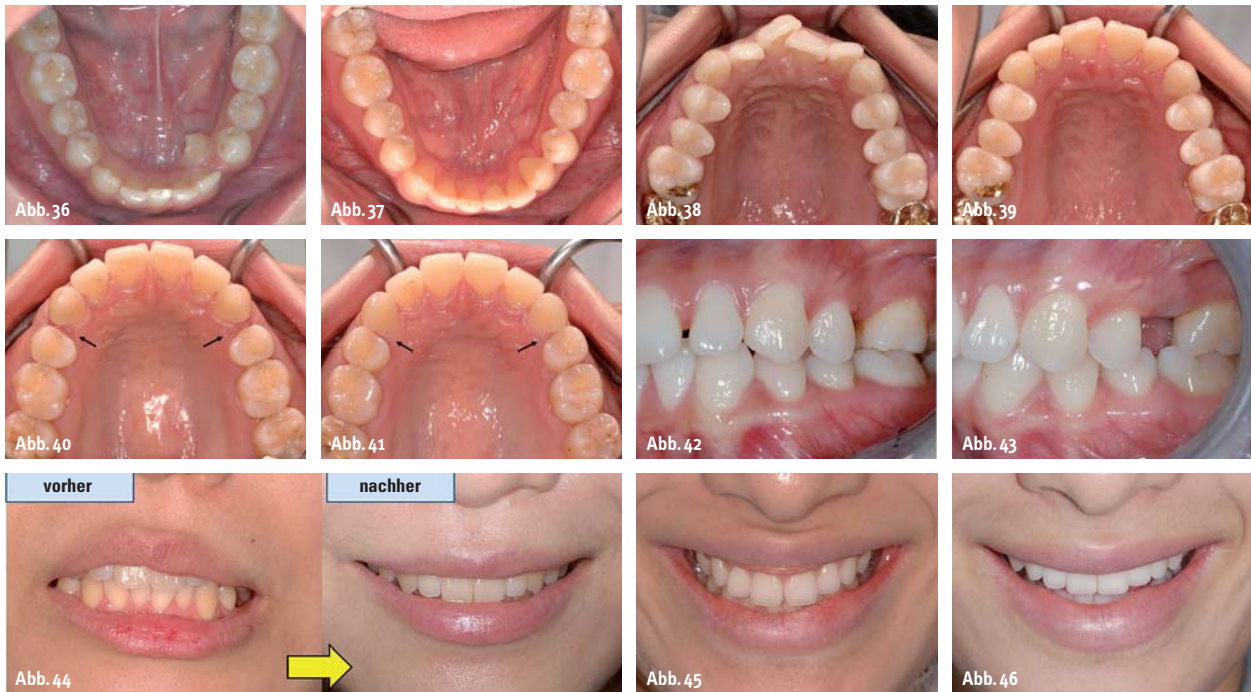 Abb. 36
Abb. 37
Abb. 38
Abb. 39
Abb. 40
Abb. 41
Abb. 42
Abb. 43
vorher
nachher
Abb. 44
Abb. 45
Abb. 46